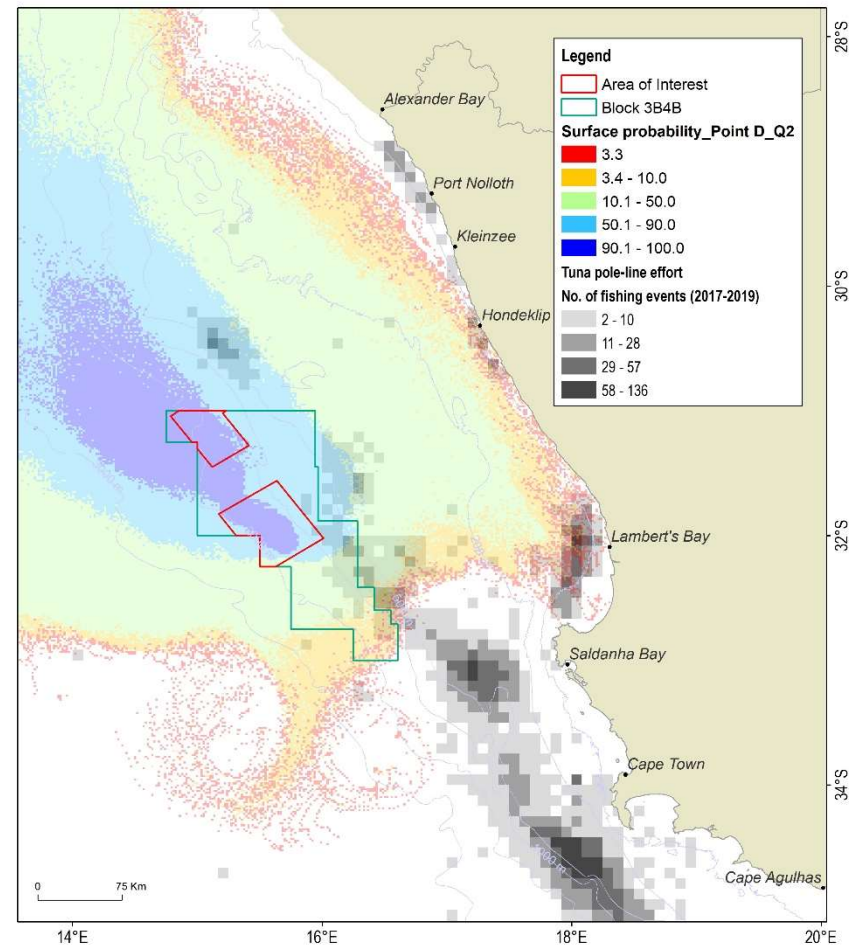 28°S
Legend
Area of Interest
Block 3B4B
Surface probability_Point D_Q2
3.3
3.4 - 10.0
10.1 - 50.0
50.1 - 90.0
90.1 - 100.0
Tuna pole-line effort
No. of fishing events (2017-2019)
2 - 10
11 - 28
29 - 57
58 - 136
Alexander Bay
Port Nolloth
Kleinzee
30°S
Hondeklip
32°S
Lambert's Bay
Saldanha Bay
Cape Town
34°S
1000 m
Cape Agulhas
0 75 Km
14°E 16°E 18°E 20°E